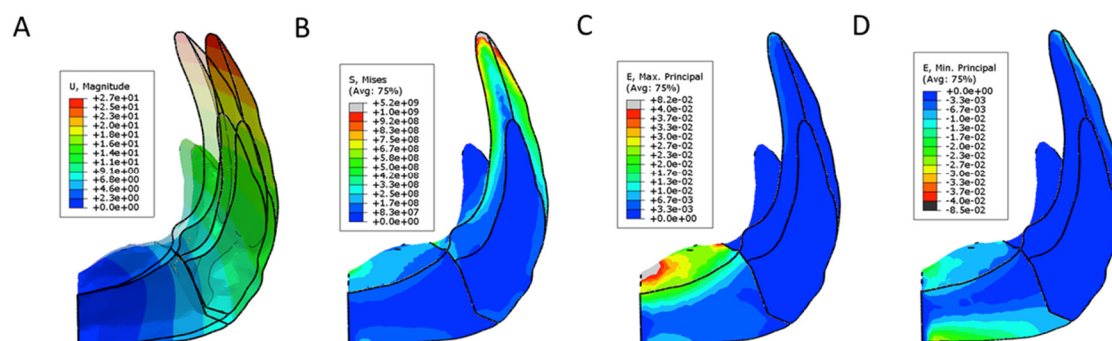 A
U, Magnitude
+2.7e+01
+2.5e+01
+2.3e+01
+2.0e+01
+1.8e+01
+1.6e+01
+1.4e+01
+1.1e+01
+9.1e+00
+6.8e+00
+4.6e+00
+2.3e+00
+0.0e+00
B
S, Mises
(Avg: 75%)
+5.2e+09
+1.0e+09
+9.2e+08
+8.3e+08
+7.5e+08
+6.7e+08
+5.8e+08
+5.0e+08
+4.2e+08
+3.3e+08
+2.5e+08
+1.7e+08
+8.3e+07
+0.0e+00
C
E, Max. Principal
(Avg: 75%)
+8.2e-02
+4.0e-02
+3.7e-02
+3.3e-02
+3.0e-02
+2.7e-02
+2.3e-02
+2.0e-02
+1.7e-02
+1.3e-02
+1.0e-02
+6.7e-03
+3.3e-03
+0.0e+00
D
E, Min. Principal
(Avg: 75%)
+0.0e+00
-3.3e-03
-6.7e-03
-1.0e-02
-1.3e-02
-1.7e-02
-2.0e-02
-2.3e-02
-2.7e-02
-3.0e-02
-3.3e-02
-3.7e-02
-4.0e-02
-8.5e-02